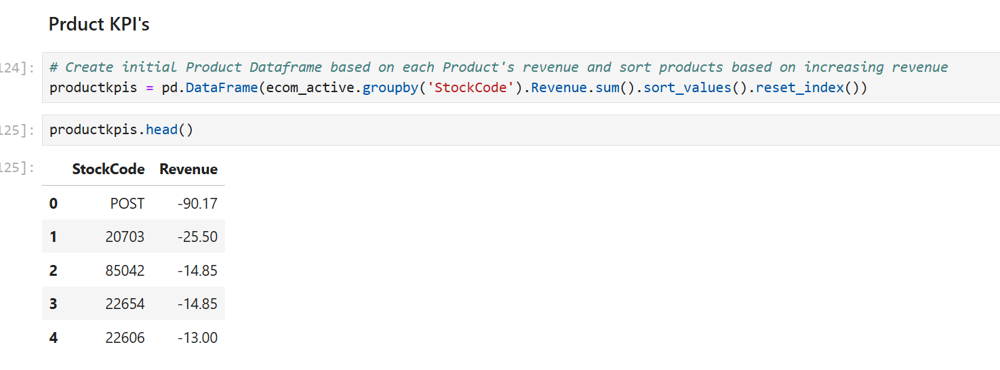 Prduct KPI's
124]:
# Create initial Product Dataframe based on each Product's revenue and sort products based on increasing revenue
productkpis = pd.DataFrame(ecom_active.groupby('StockCode').Revenue.sum().sort_values().reset_index())
125]:
productkpis.head()
125]:
StockCode Revenue
0 POST -90.17
1 20703 -25.50
2 85042 -14.85
3 22654 -14.85
4 22606 -13.00